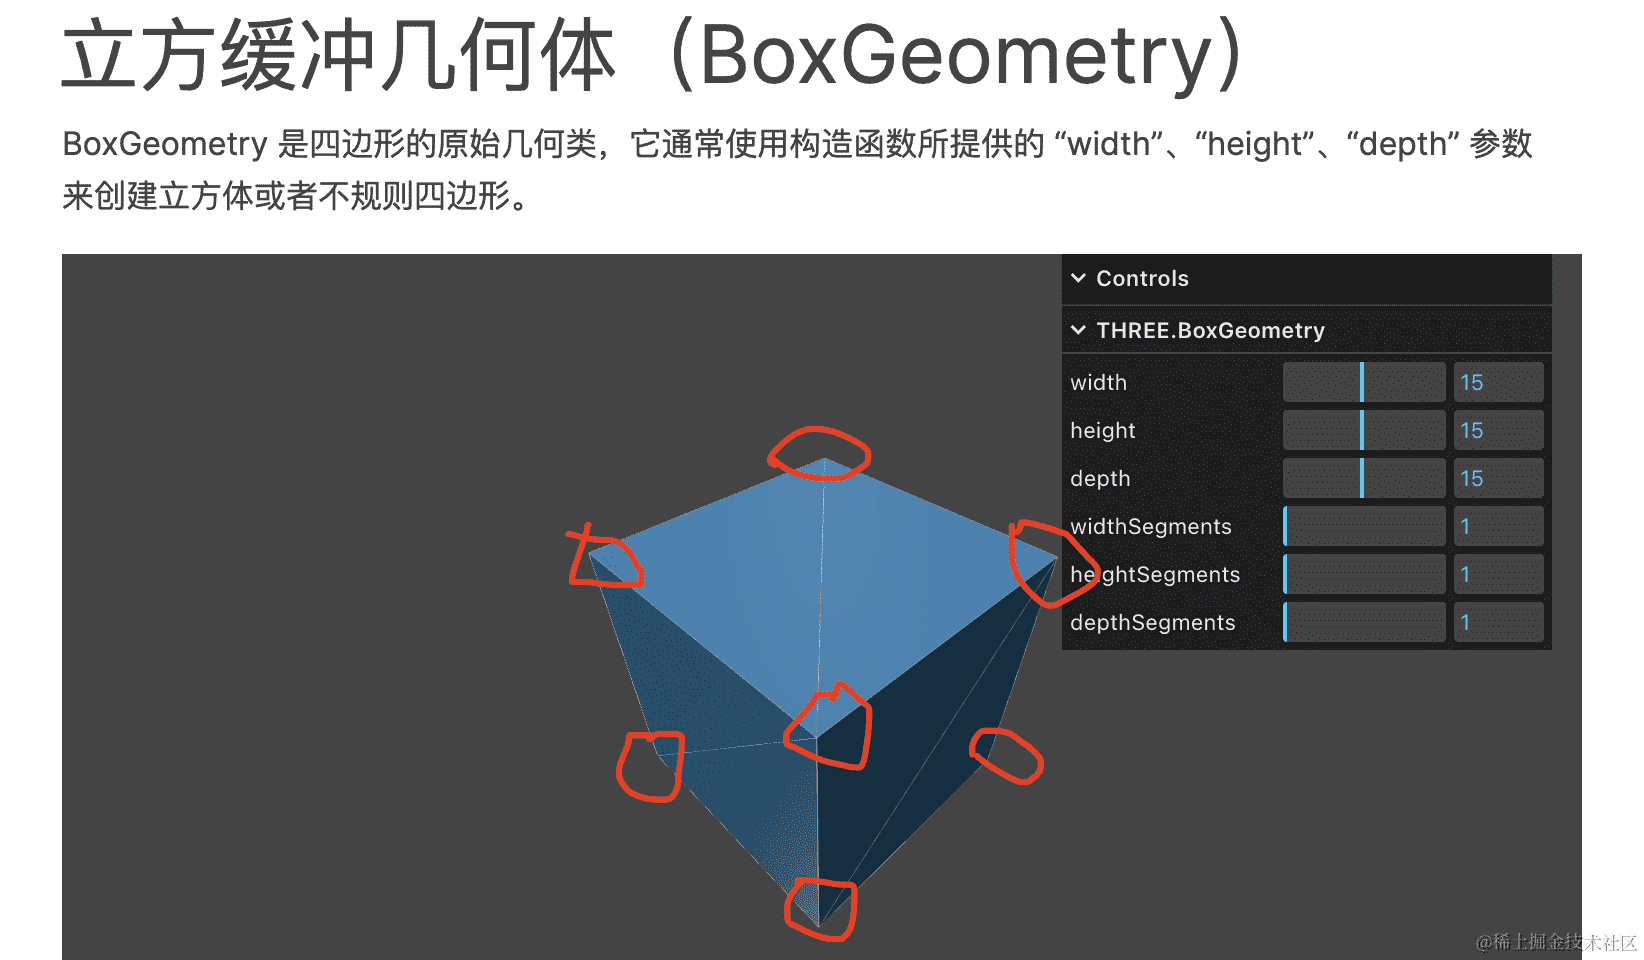 立方缓冲几何体（BoxGeometry）
BoxGeometry 是四边形的原始几何类，它通常使用构造函数所提供的 “width”、“height”、“depth” 参数
来创建立方体或者不规则四边形。
Controls
THREE.BoxGeometry
width 15
height 15
depth 15
widthSegments 1
heightSegments 1
depthSegments 1
@稀土掘金技术社区